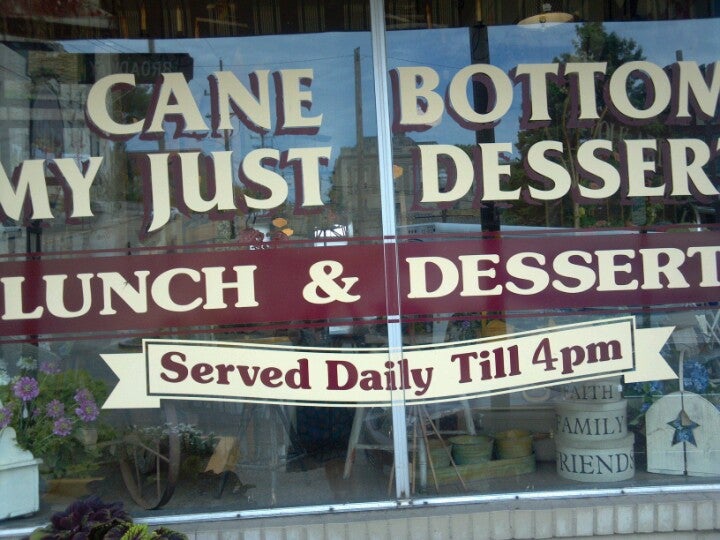 CANE BOTTOM
MY JUST DESSERT
LUNCH & DESSERT
Served Daily Till 4pm
FAITH
FAMILY
FRIENDS